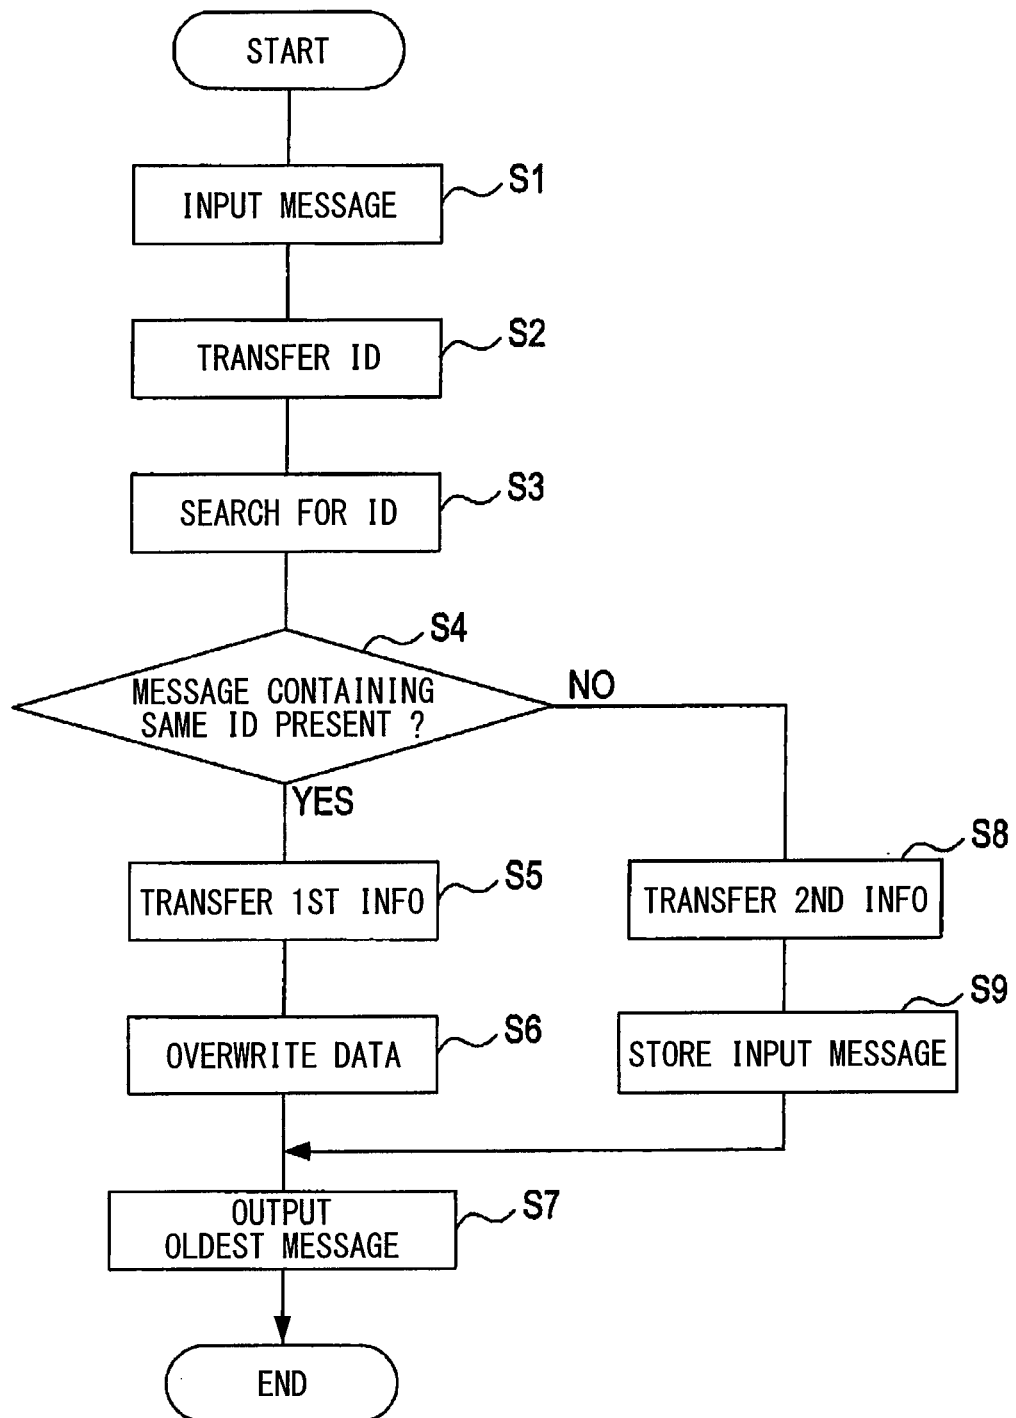 START
INPUT MESSAGE
S1
TRANSFER ID
S2
SEARCH FOR ID
S3
S4
MESSAGE CONTAINING
SAME ID PRESENT ?
NO
YES
TRANSFER 1ST INFO
S5
TRANSFER 2ND INFO
S8
OVERWRITE DATA
S6
STORE INPUT MESSAGE
S9
OUTPUT
OLDEST MESSAGE
S7
END